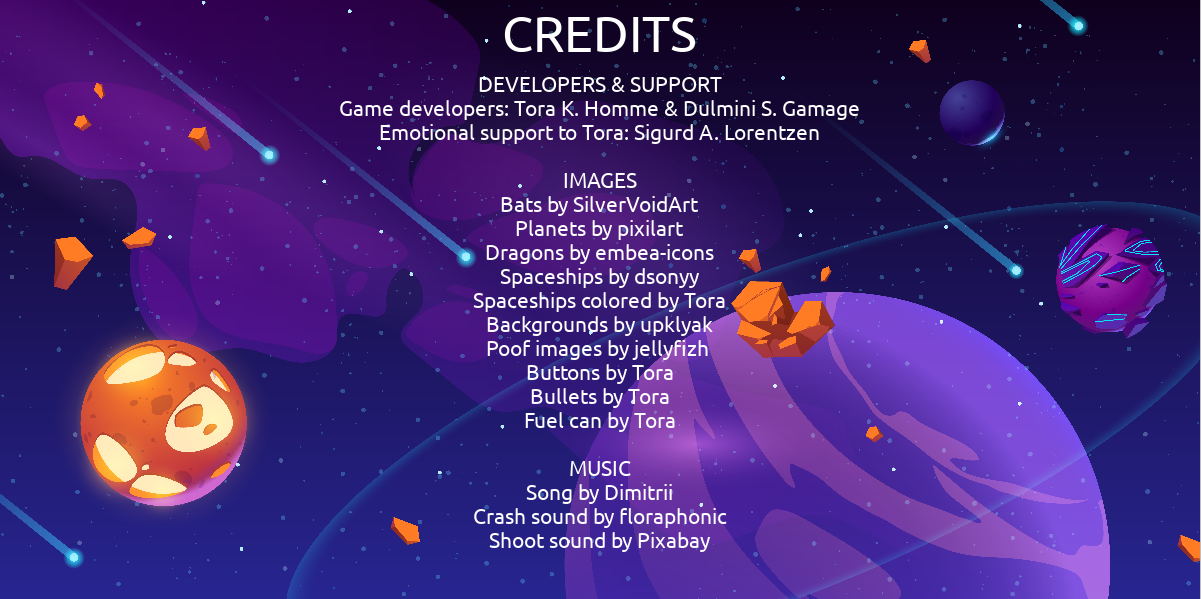 CREDITS
DEVELOPERS & SUPPORT
Game developers: Tora K. Homme & Dulmini S. Gamage
Emotional support to Tora: Sigurd A. Lorentzen
IMAGES
Bats by SilverVoidArt
Planets by pixilart
Dragons by embea-icons
Spaceships by dsonyy
Spaceships colored by Tora
Backgrounds by upklyak
Poof images by jellyfizh
Buttons by Tora
Bullets by Tora
Fuel can by Tora
MUSIC
Song by Dimitrii
Crash sound by floraphonic
Shoot sound by Pixabay